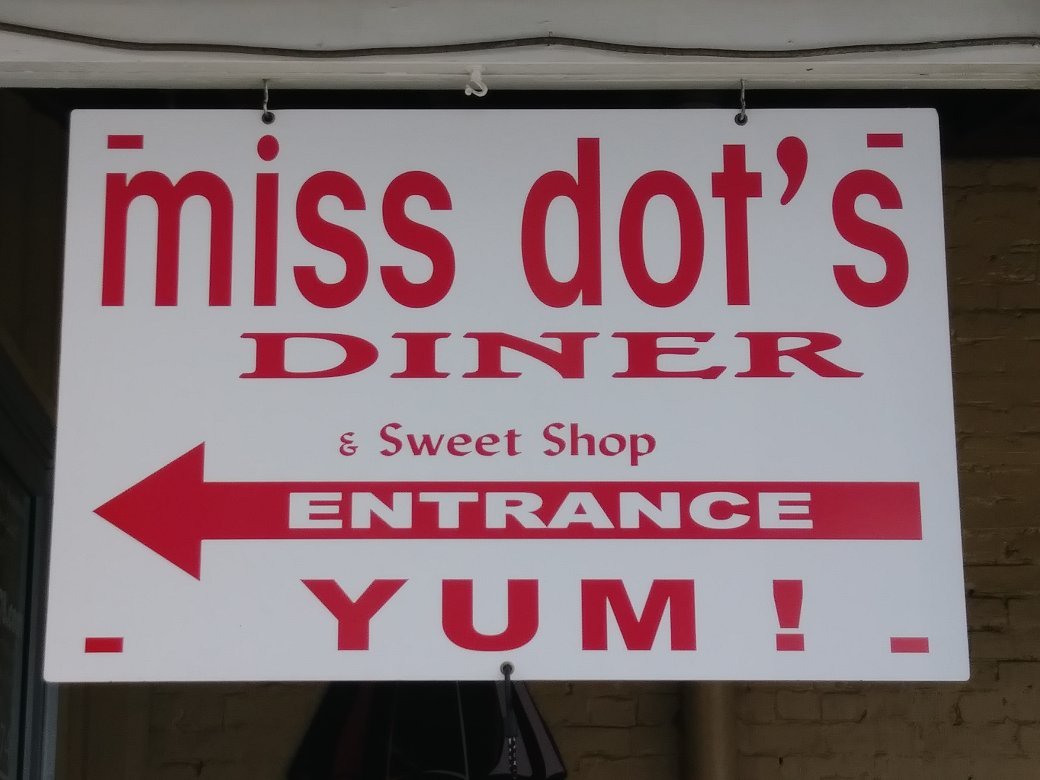 miss dot's
DINER
& Sweet Shop
ENTRANCE
YUM !